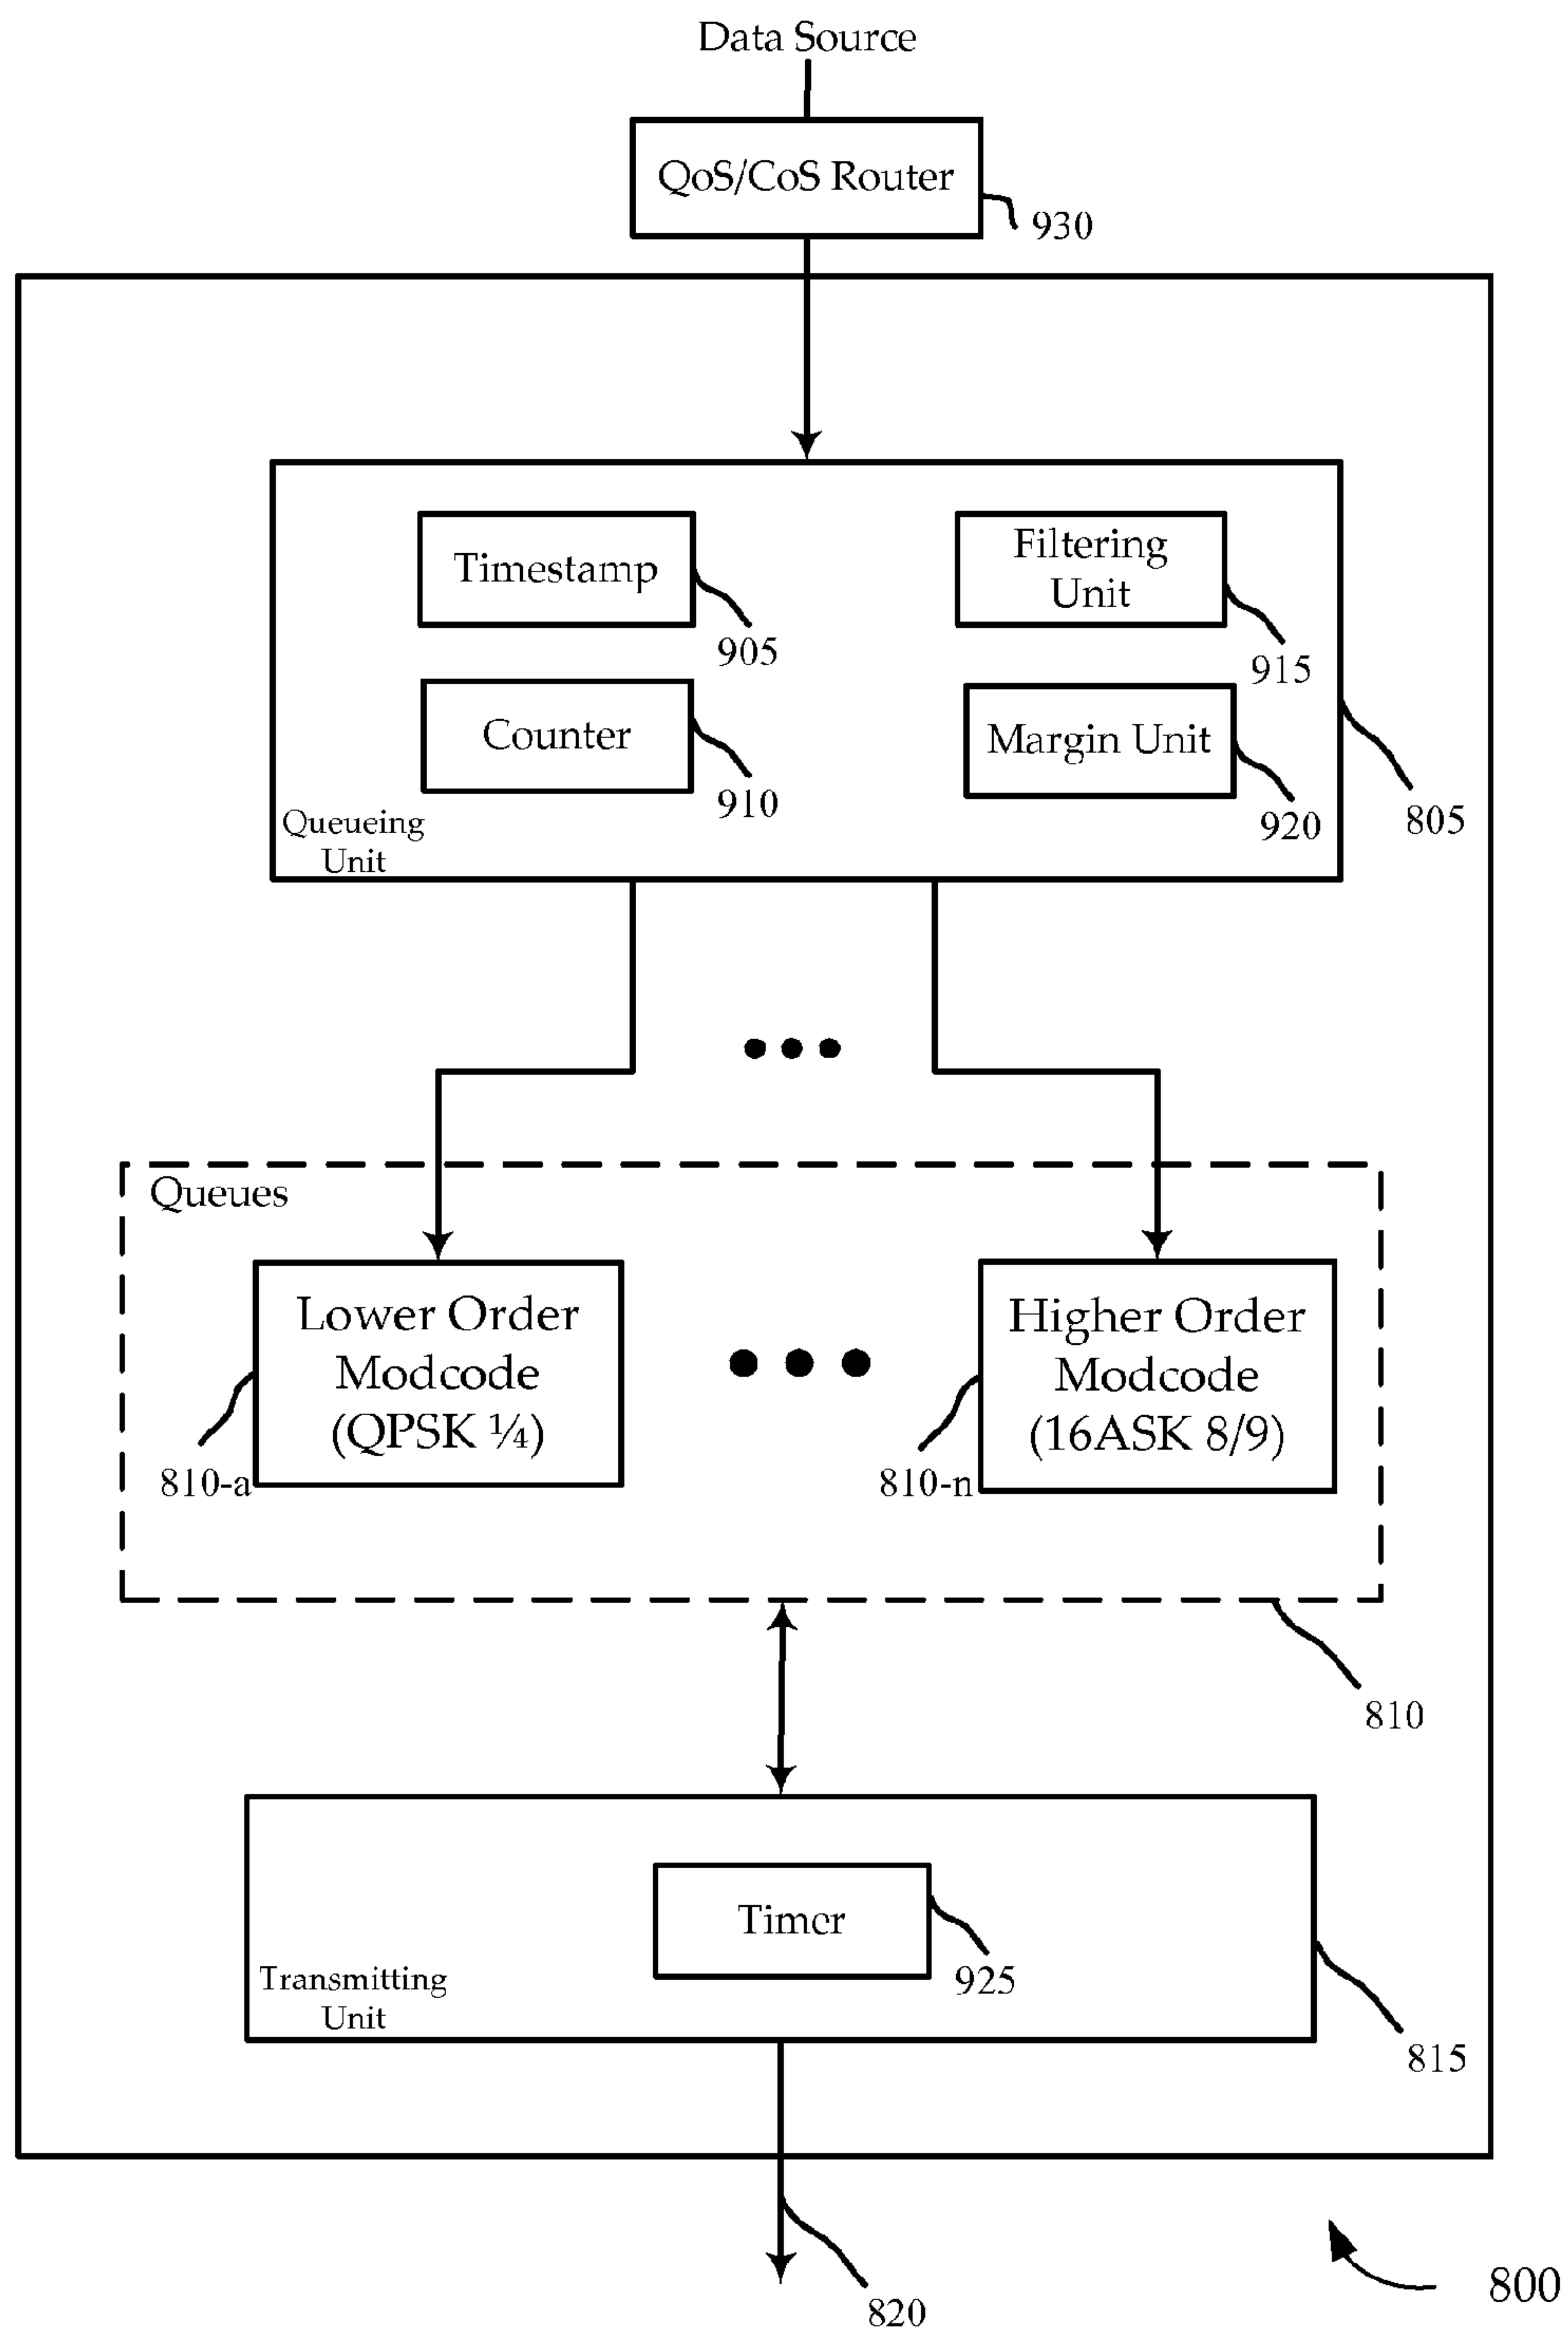 Data Source
QoS/CoS Router
930
Timestamp
905
Filtering
Unit
915
Counter
910
Margin Unit
920
805
Queueing
Unit
Queues
Lower Order
Modcode
(QPSK ¼)
810-a
Higher Order
Modcode
(16ASK 8/9)
810-n
810
Timer
925
Transmitting
Unit
815
820
800